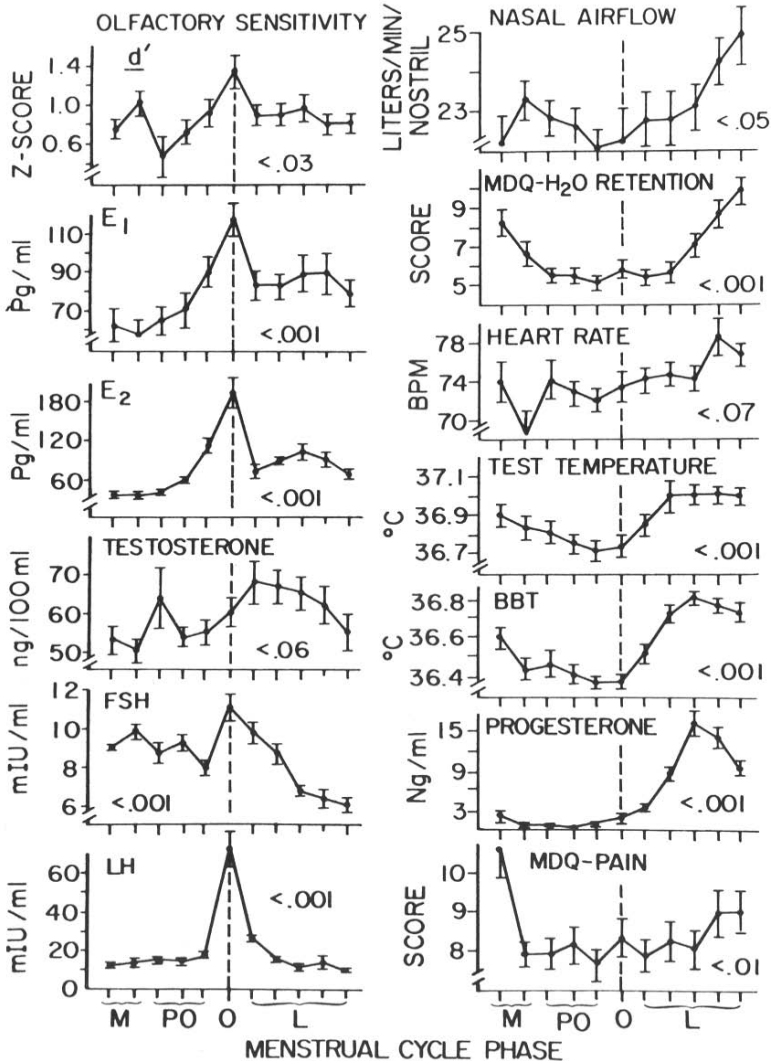 OLFACTORY SENSITIVITY
d'
Z-SCORE
1.4
1.0
0.6
<.03
E1
Pg/ml
110
90
70
<.001
E2
Pg/ml
180
120
60
<.001
TESTOSTERONE
ng/100ml
70
60
50
<.06
FSH
mIU/ml
12
10
8
6
<.001
LH
mIU/ml
60
40
20
0
<.001
M PO O L
NASAL AIRFLOW
LITERS/MIN/
NOSTRIL
25
23
<.05
MDQ-H2O RETENTION
SCORE
9
7
5
<.001
HEART RATE
BPM
78
74
70
<.07
TEST TEMPERATURE
°C
37.1
36.9
36.7
<.001
BBT
°C
36.8
36.6
36.4
<.001
PROGESTERONE
Ng/ml
15
9
3
<.001
MDQ-PAIN
SCORE
10
9
8
<.01
M PO O L
MENSTRUAL CYCLE PHASE